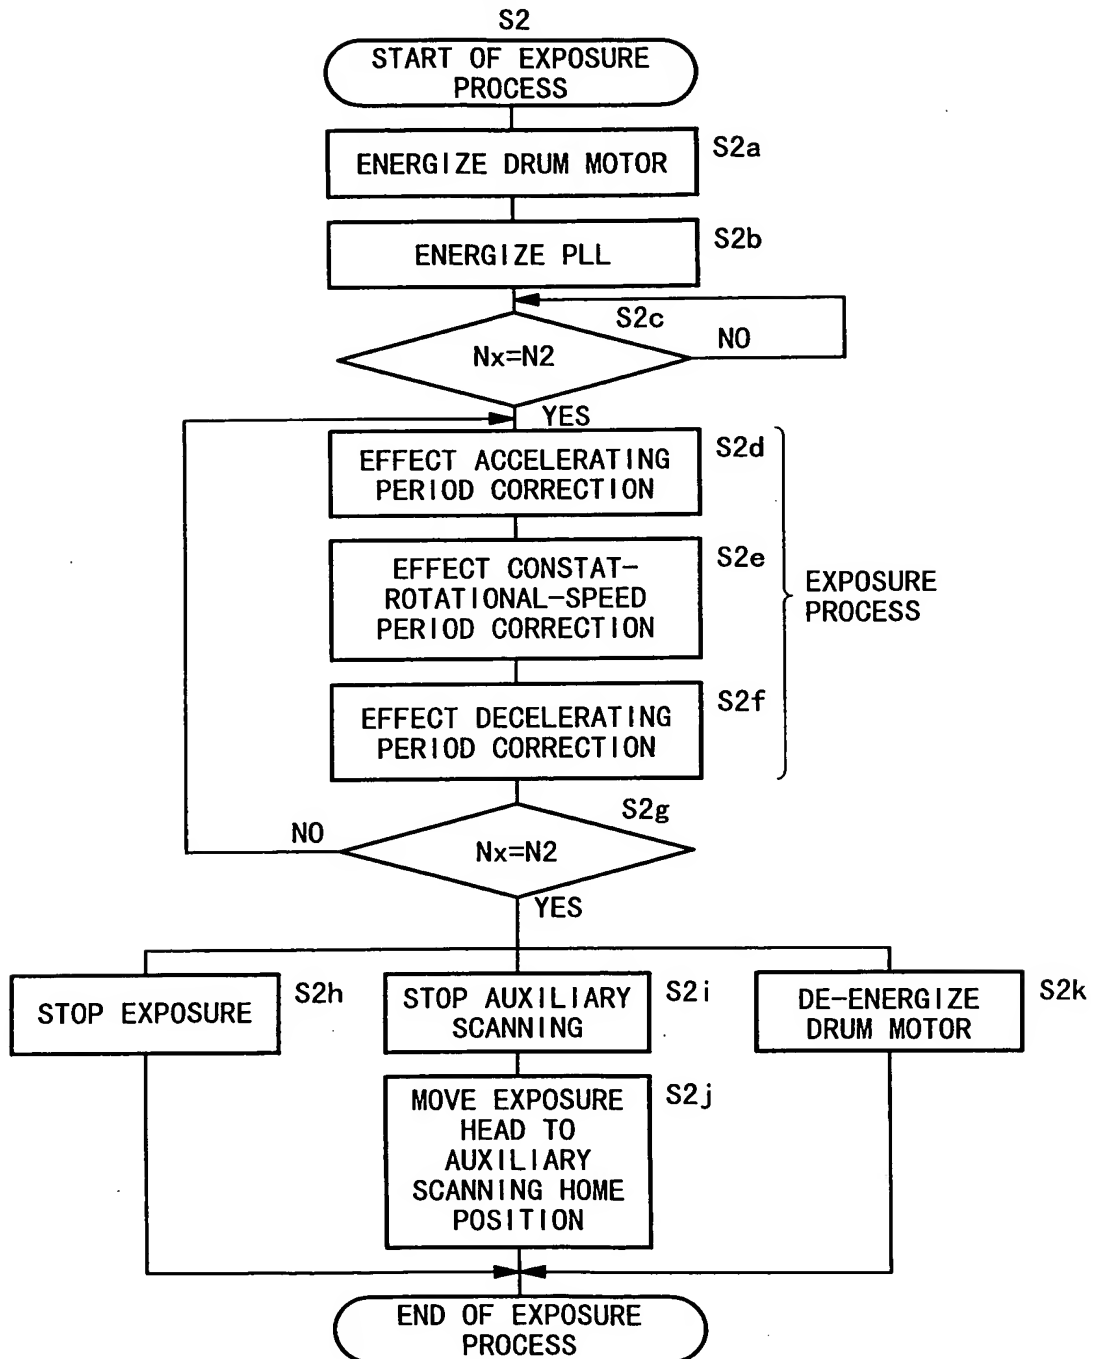 S2
START OF EXPOSURE
PROCESS
ENERGIZE DRUM MOTOR
S2a
ENERGIZE PLL
S2b
S2c
Nx=N2
NO
YES
EFFECT ACCELERATING
PERIOD CORRECTION
S2d
EFFECT CONSTAT-
ROTATIONAL-SPEED
PERIOD CORRECTION
S2e
EXPOSURE
PROCESS
EFFECT DECELERATING
PERIOD CORRECTION
S2f
S2g
NO
Nx=N2
YES
STOP EXPOSURE
S2h
STOP AUXILIARY
SCANNING
S2i
DE-ENERGIZE
DRUM MOTOR
S2k
MOVE EXPOSURE
HEAD TO
AUXILIARY
SCANNING HOME
POSITION
S2j
END OF EXPOSURE
PROCESS